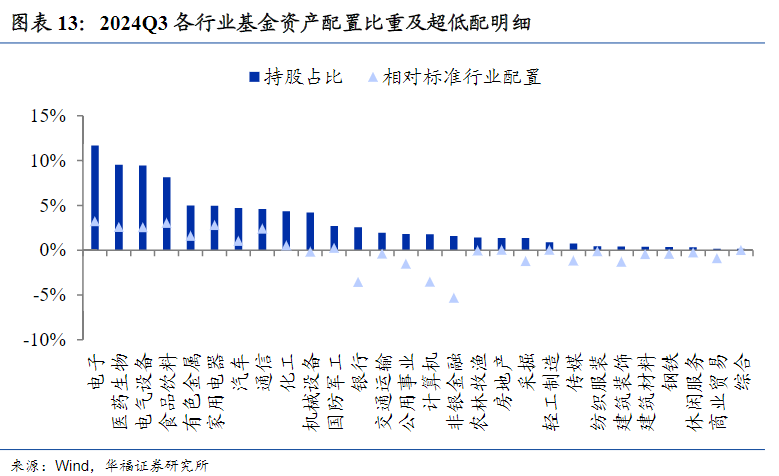 图表 13：2024Q3 各行业基金资产配置比重及超低配明细
持股占比 相对标准行业配置
15%
10%
5%
0%
-5%
-10%
电子
医药生物
电气设备
食品饮料
有色金属
家用电器
汽车
通信
化工
机械设备
国防军工
银行
交通运输
公用事业
计算机
非银金融
农林牧渔
房地产
采掘
轻工制造
传媒
纺织服装
建筑装饰
建筑材料
钢铁
休闲服务
商业贸易
综合
来源：Wind，华福证券研究所